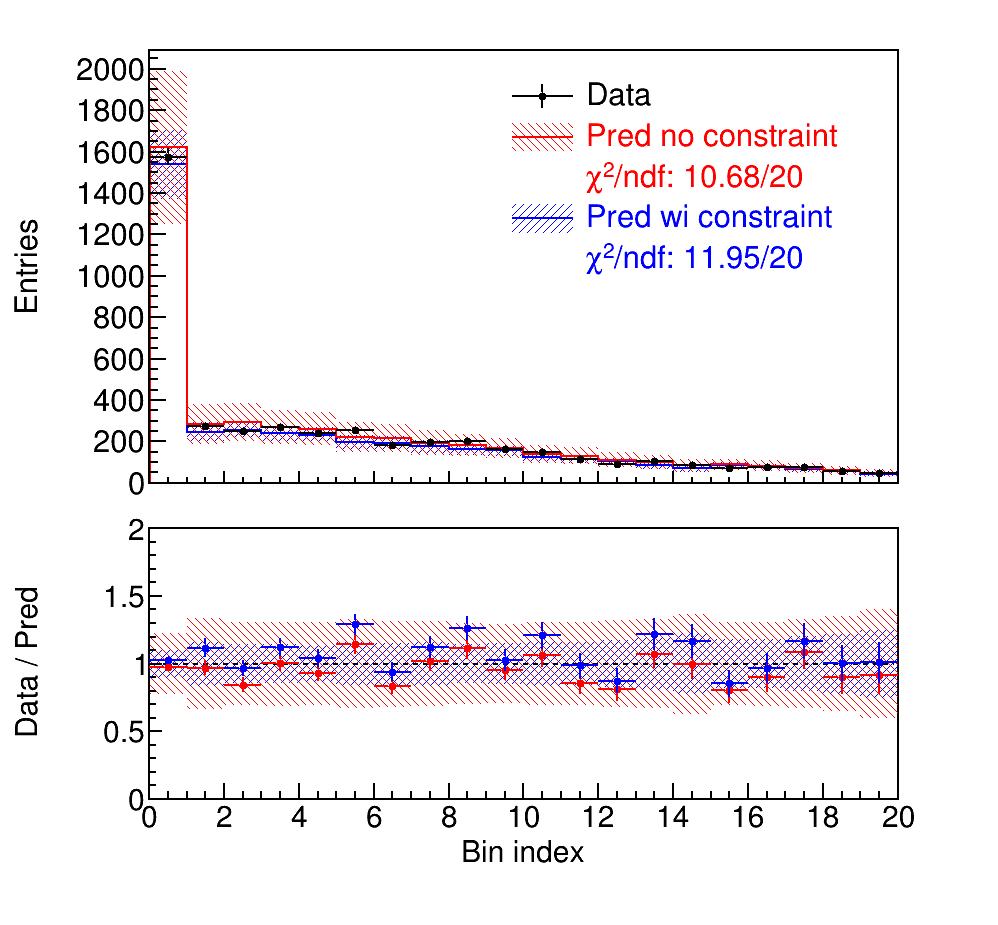 2000
1800
1600
1400
1200
1000
800
600
400
200
0
Entries
Data
Pred no constraint
χ²/ndf: 10.68/20
Pred wi constraint
χ²/ndf: 11.95/20
2
1.5
1
0.5
0
Data / Pred
0 2 4 6 8 10 12 14 16 18 20
Bin index